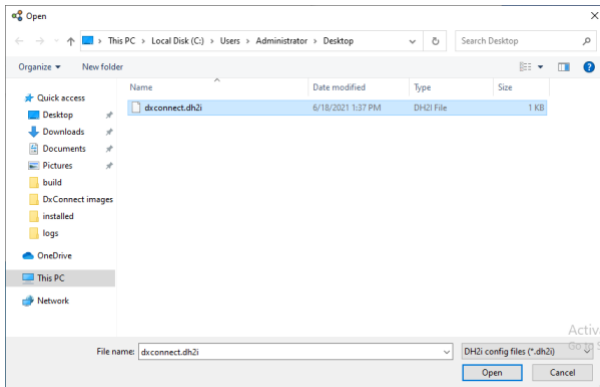 Open
This PC > Local Disk (C:) > Users > Administrator > Desktop
Search Desktop
Organize
New folder
Name
Date modified
Type
Size
dxconnect.dh2i
6/18/2021 1:37 PM
DH2I File
1 KB
Quick access
Desktop
Downloads
Documents
Pictures
build
DxConnect images
installed
logs
OneDrive
This PC
Network
Activ
File name:
dxconnect.dh2i
DH2i config files (*.dh2i)
Open
Cancel